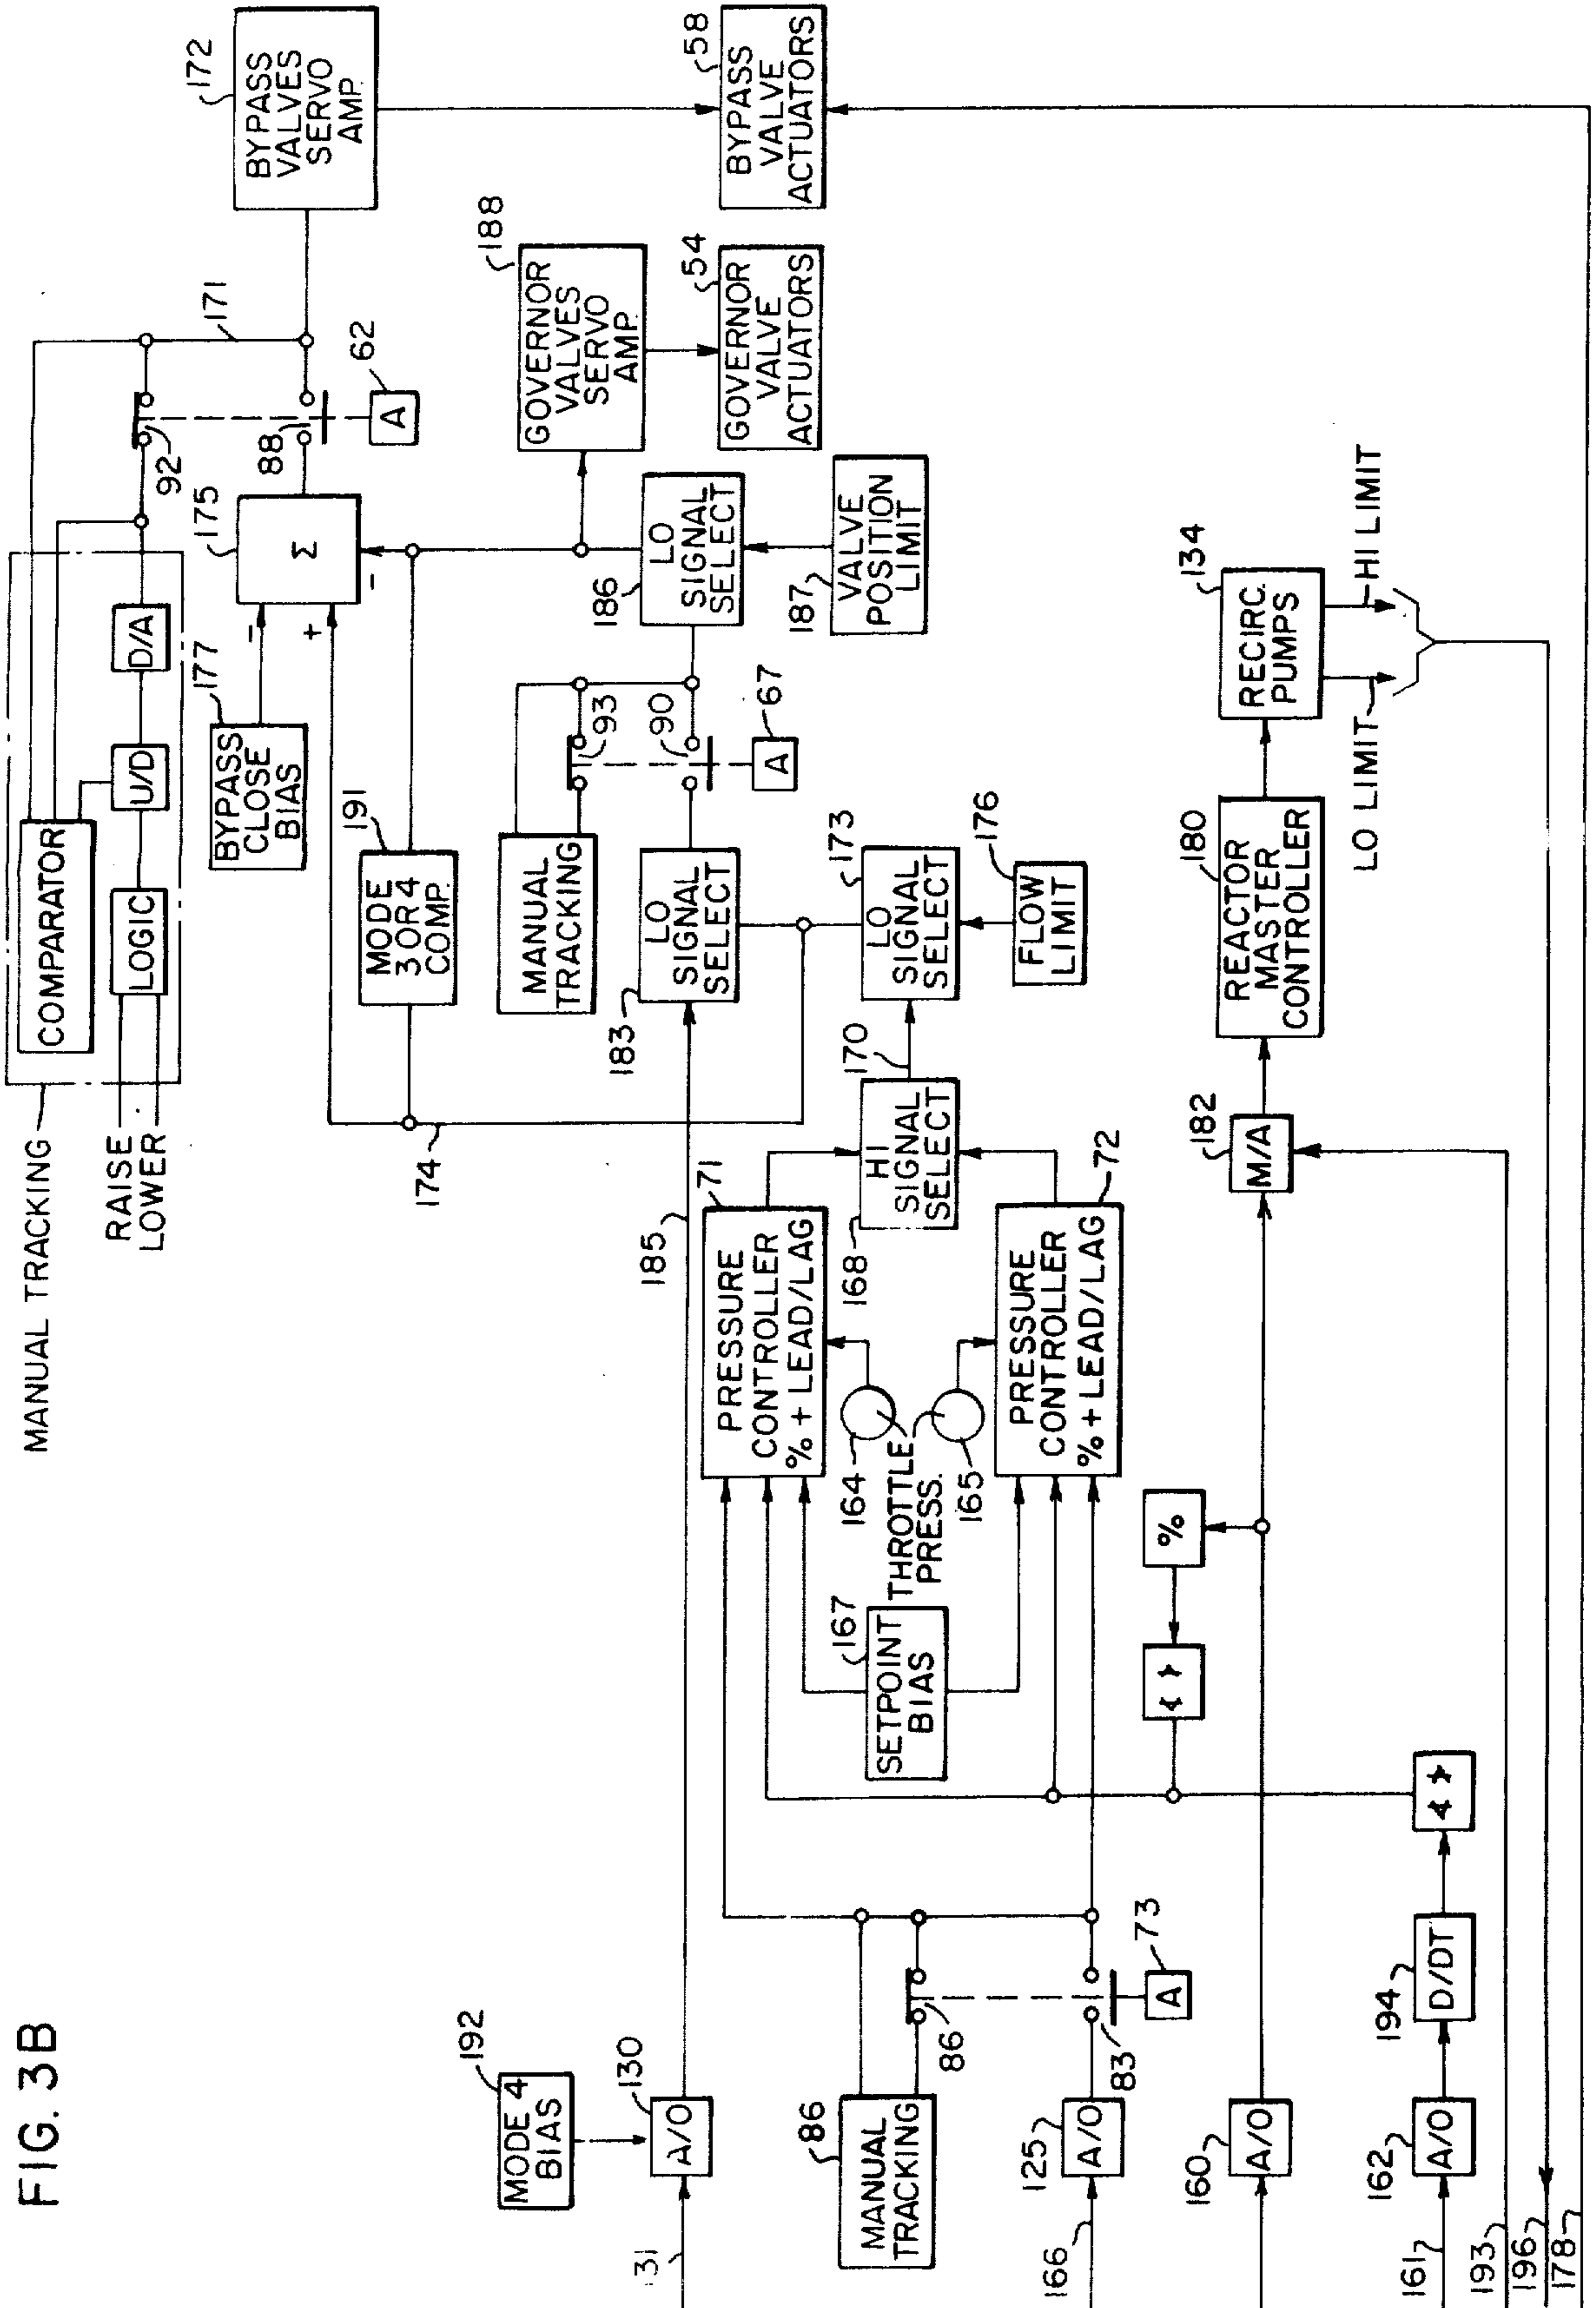 FIG. 3B
MANUAL TRACKING
RAISE
LOWER
COMPARATOR
LOGIC
U/D
D/A
92
171
172
BYPASS
VALVES
SERVO
AMP.
58
BYPASS
VALVE
ACTUATORS
177
BYPASS
CLOSE
BIAS
-
+
-
175
Σ
88
62
A
191
MODE
3 OR 4
COMP.
174
MANUAL
TRACKING
93
90
67
A
188
GOVERNOR
VALVES
SERVO
AMP.
54
GOVERNOR
VALVE
ACTUATORS
186
LO
SIGNAL
SELECT
187
VALVE
POSITION
LIMIT
183
LO
SIGNAL
SELECT
173
LO
SIGNAL
SELECT
176
FLOW
LIMIT
170
168
HI
SIGNAL
SELECT
185
71
PRESSURE
CONTROLLER
% + LEAD/LAG
164
THROTTLE
PRESS.
165
72
PRESSURE
CONTROLLER
% + LEAD/LAG
167
SETPOINT
BIAS
192
MODE 4
BIAS
130
A/O
131
86
MANUAL
TRACKING
86
83
73
A
125
A/O
166
%
160
A/O
182
M/A
180
REACTOR
MASTER
CONTROLLER
134
RECIRC.
PUMPS
LO LIMIT
HI LIMIT
162
A/O
161
194
D/DT
193
196
178